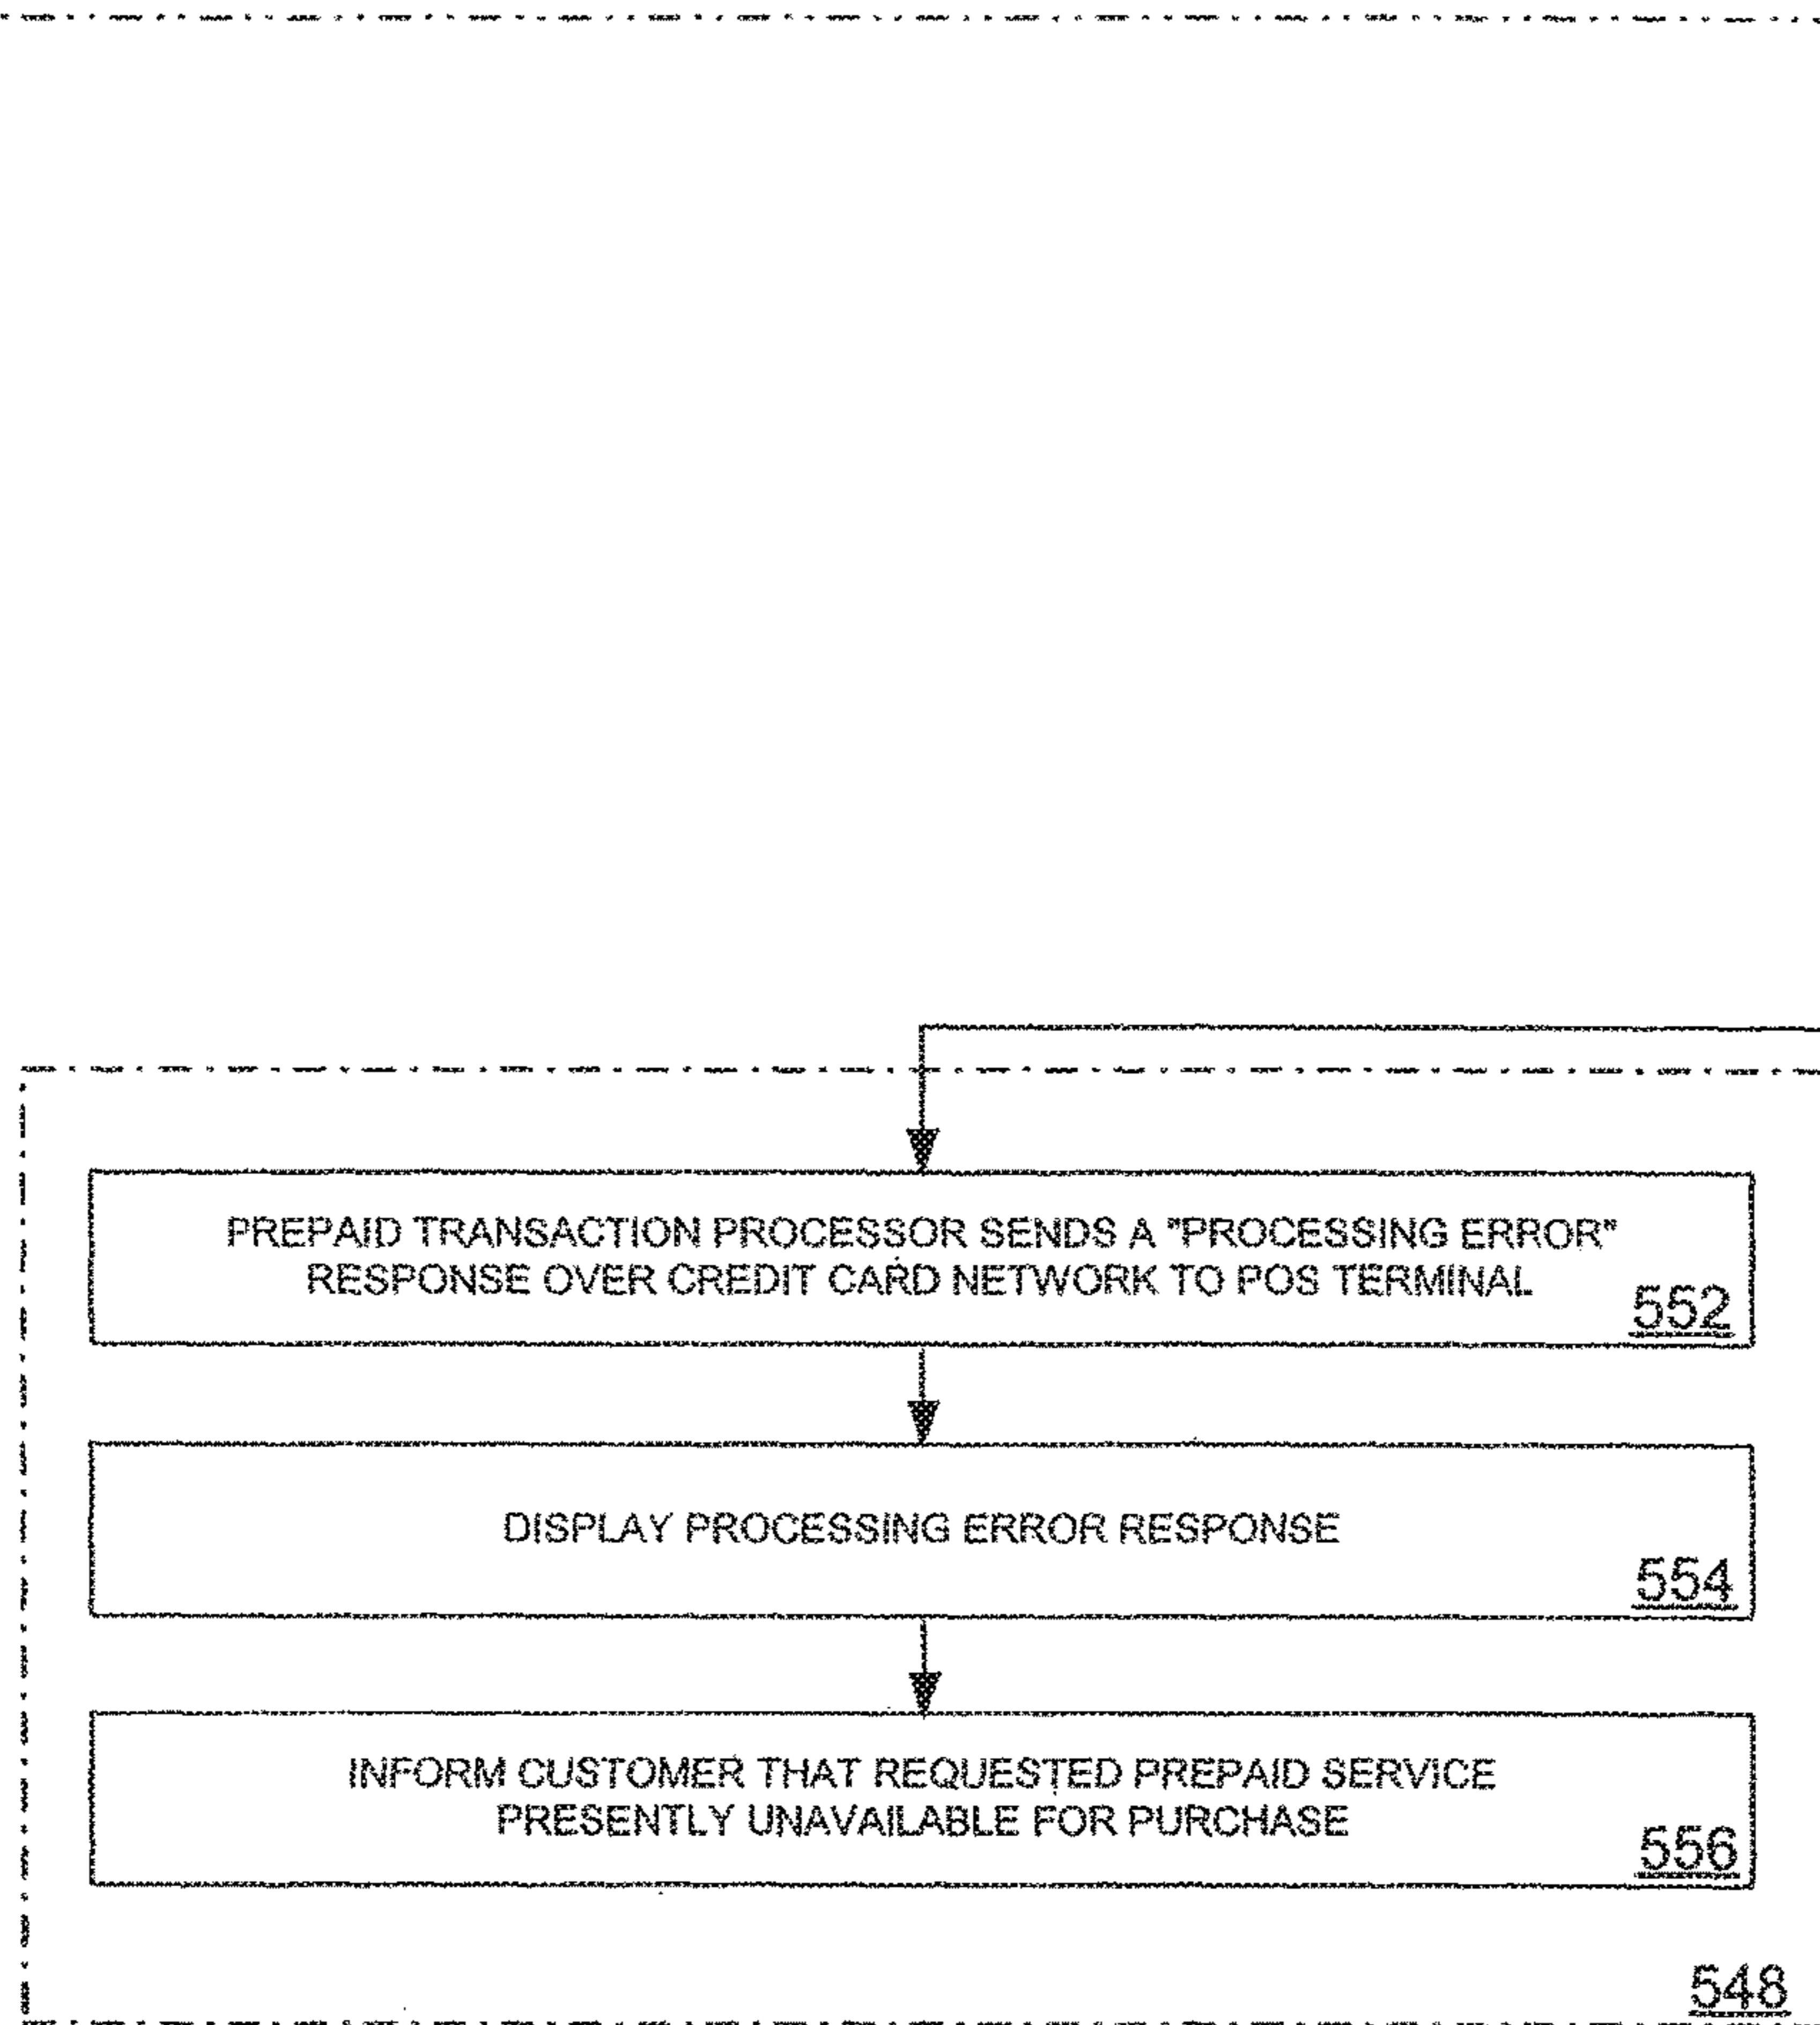 PREPAID TRANSACTION PROCESSOR SENDS A "PROCESSING ERROR"
RESPONSE OVER CREDIT CARD NETWORK TO POS TERMINAL
552
DISPLAY PROCESSING ERROR RESPONSE
554
INFORM CUSTOMER THAT REQUESTED PREPAID SERVICE
PRESENTLY UNAVAILABLE FOR PURCHASE
556
548